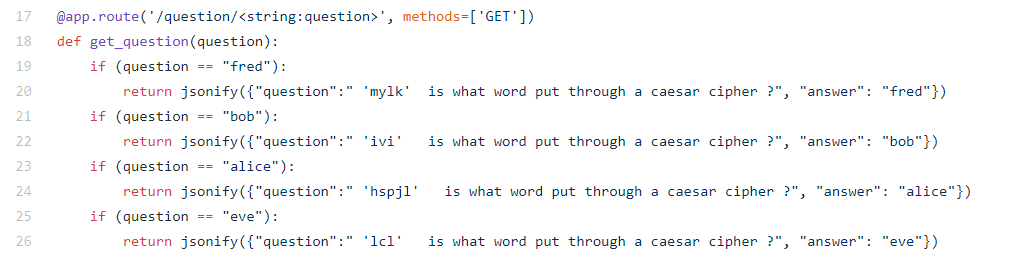 17 @app.route('/question/<string:question>', methods=['GET'])
18 def get_question(question):
19     if (question == "fred"):
20         return jsonify({"question":" 'mylk'  is what word put through a caesar cipher ?", "answer": "fred"})
21     if (question == "bob"):
22         return jsonify({"question":" 'ivi'   is what word put through a caesar cipher ?", "answer": "bob"})
23     if (question == "alice"):
24         return jsonify({"question":" 'hspjl'   is what word put through a caesar cipher ?", "answer": "alice"})
25     if (question == "eve"):
26         return jsonify({"question":" 'lcl'   is what word put through a caesar cipher ?", "answer": "eve"})